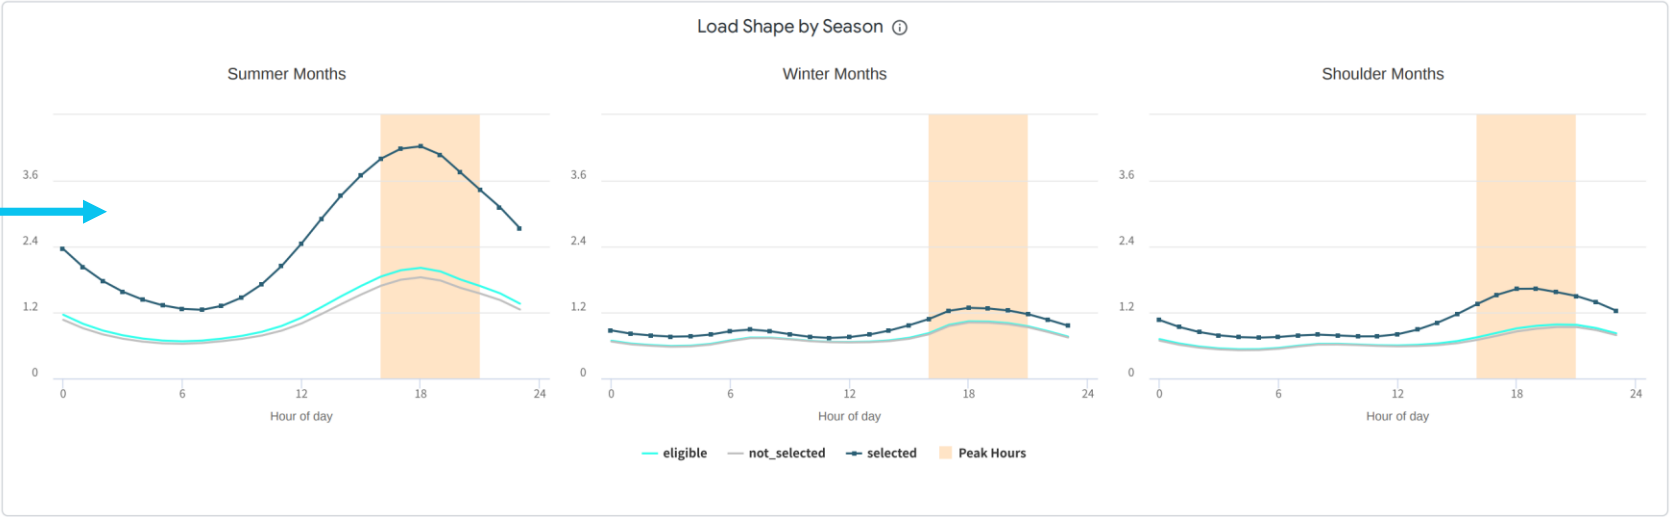 Load Shape by Season
Summer Months
Winter Months
Shoulder Months
3.6
2.4
1.2
0
0 6 12 18 24
Hour of day
3.6
2.4
1.2
0
0 6 12 18 24
Hour of day
3.6
2.4
1.2
0
0 6 12 18 24
Hour of day
eligible not_selected selected Peak Hours